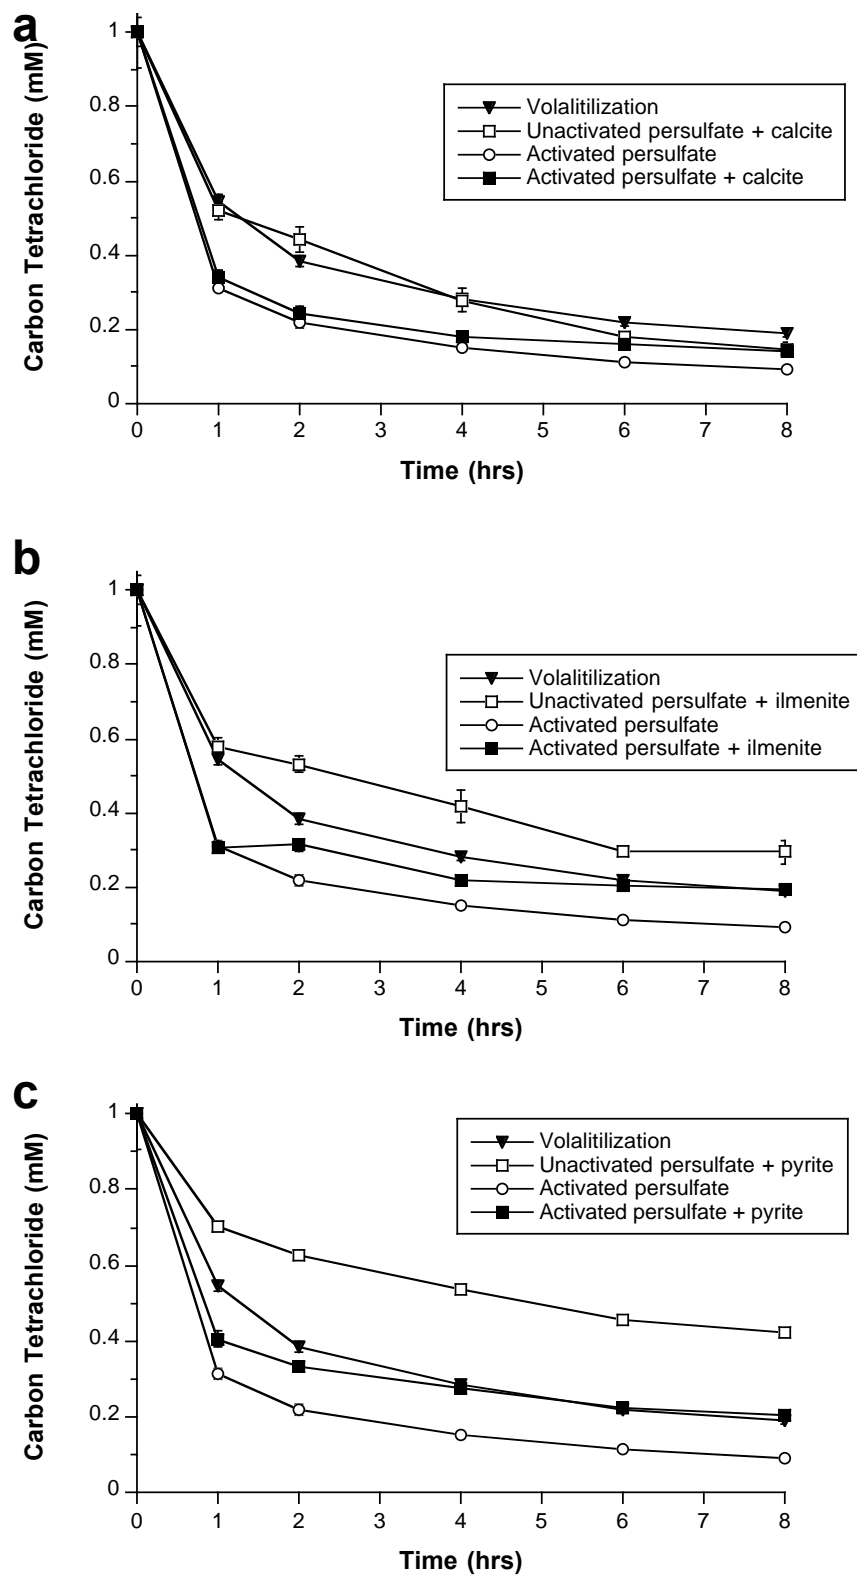 a
Carbon Tetrachloride (mM)
1
0.8
0.6
0.4
0.2
0
0 1 2 3 4 5 6 7 8
Time (hrs)
Volalitilization
Unactivated persulfate + calcite
Activated persulfate
Activated persulfate + calcite
b
Carbon Tetrachloride (mM)
1
0.8
0.6
0.4
0.2
0
0 1 2 3 4 5 6 7 8
Time (hrs)
Volalitilization
Unactivated persulfate + ilmenite
Activated persulfate
Activated persulfate + ilmenite
c
Carbon Tetrachloride (mM)
1
0.8
0.6
0.4
0.2
0
0 1 2 3 4 5 6 7 8
Time (hrs)
Volalitilization
Unactivated persulfate + pyrite
Activated persulfate
Activated persulfate + pyrite